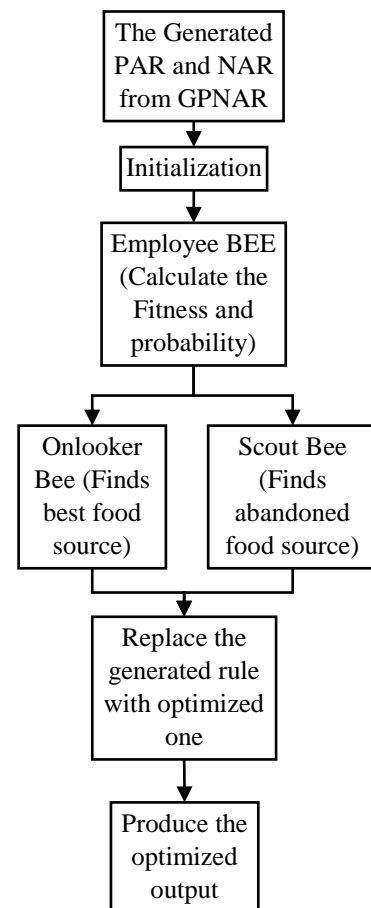 The Generated
PAR and NAR
from GPNAR
Initialization
Employee BEE
(Calculate the
Fitness and
probability)
Onlooker
Bee (Finds
best food
source)
Scout Bee
(Finds
abandoned
food source)
Replace the
generated rule
with optimized
one
Produce the
optimized
output